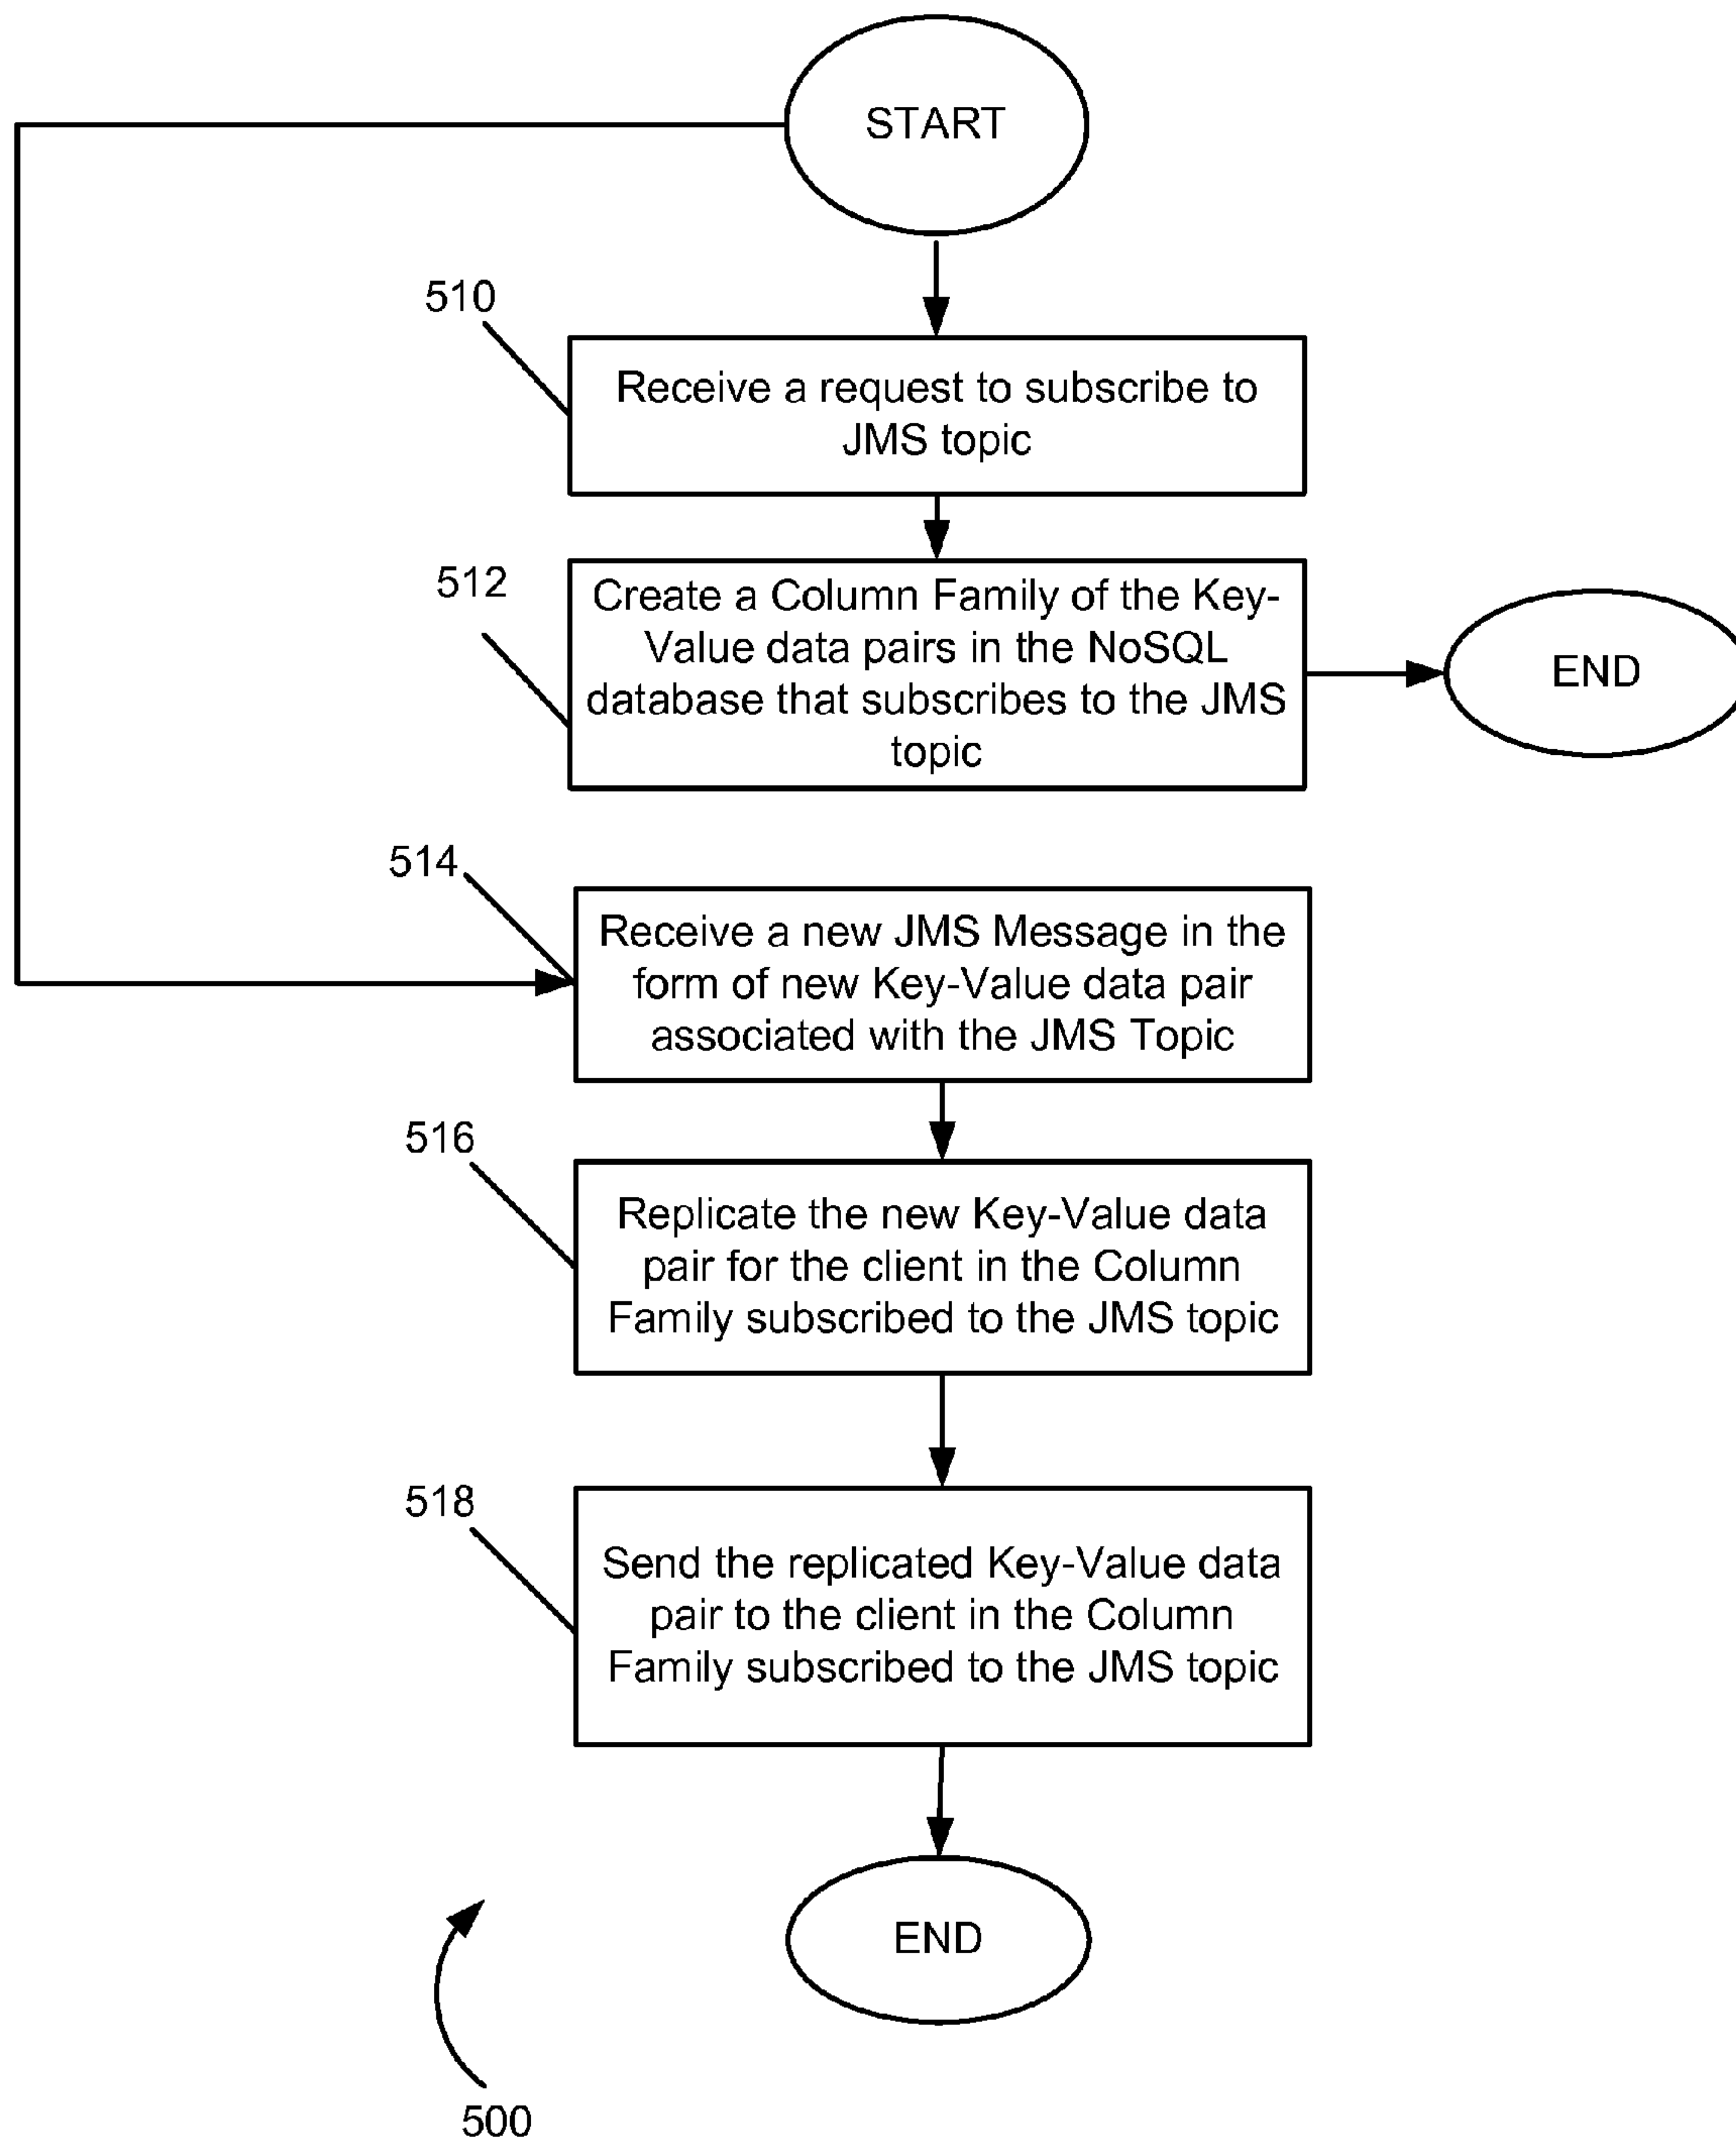 START
510
Receive a request to subscribe to
JMS topic
512
Create a Column Family of the Key-
Value data pairs in the NoSQL
database that subscribes to the JMS
topic
END
514
Receive a new JMS Message in the
form of new Key-Value data pair
associated with the JMS Topic
516
Replicate the new Key-Value data
pair for the client in the Column
Family subscribed to the JMS topic
518
Send the replicated Key-Value data
pair to the client in the Column
Family subscribed to the JMS topic
END
500